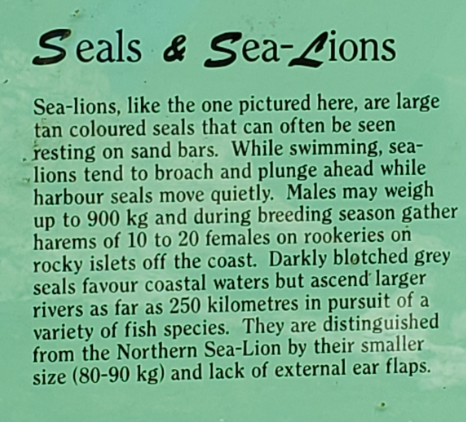 Seals & Sea-Lions
Sea-lions, like the one pictured here, are large
tan coloured seals that can often be seen
resting on sand bars. While swimming, sea-
lions tend to broach and plunge ahead while
harbour seals move quietly. Males may weigh
up to 900 kg and during breeding season gather
harems of 10 to 20 females on rookeries on
rocky islets off the coast. Darkly blotched grey
seals favour coastal waters but ascend larger
rivers as far as 250 kilometres in pursuit of a
variety of fish species. They are distinguished
from the Northern Sea-Lion by their smaller
size (80-90 kg) and lack of external ear flaps.